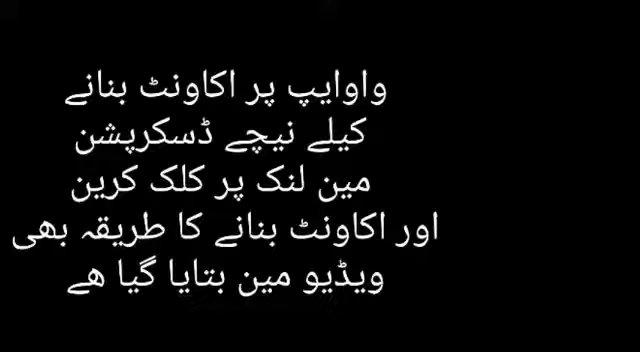 واوایپ پر اکاونٹ بنانے
کیلے نیچے ڈسکرپشن
مین لنک پر کلک کرین
اور اکاونٹ بنانے کا طریقہ بھی
ویڈیو مین بتایا گیا ھے